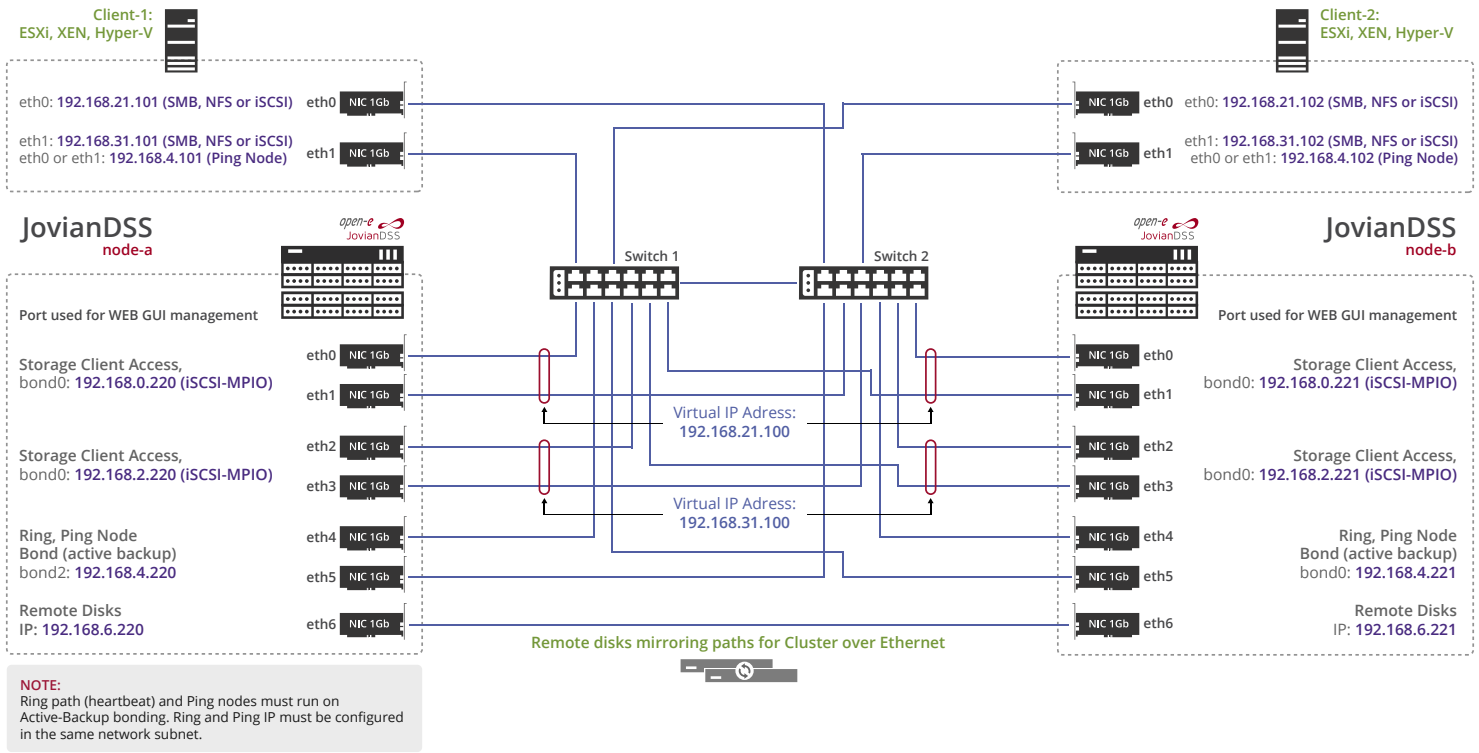 Client-1:
ESXi, XEN, Hyper-V
eth0: 192.168.21.101 (SMB, NFS or iSCSI)
eth0
NIC 1Gb
eth1: 192.168.31.101 (SMB, NFS or iSCSI)
eth0 or eth1: 192.168.4.101 (Ping Node)
eth1
NIC 1Gb
Client-2:
ESXi, XEN, Hyper-V
NIC 1Gb
eth0
eth0: 192.168.21.102 (SMB, NFS or iSCSI)
NIC 1Gb
eth1
eth1: 192.168.31.102 (SMB, NFS or iSCSI)
eth0 or eth1: 192.168.4.102 (Ping Node)
JovianDSS
node-a
open-e
JovianDSS
Port used for WEB GUI management
Storage Client Access,
bond0: 192.168.0.220 (iSCSI-MPIO)
eth0
NIC 1Gb
eth1
NIC 1Gb
Storage Client Access,
bond0: 192.168.2.220 (iSCSI-MPIO)
eth2
NIC 1Gb
eth3
NIC 1Gb
Ring, Ping Node
Bond (active backup)
bond2: 192.168.4.220
eth4
NIC 1Gb
eth5
NIC 1Gb
Remote Disks
IP: 192.168.6.220
eth6
NIC 1Gb
Switch 1
Switch 2
Virtual IP Adress:
192.168.21.100
Virtual IP Adress:
192.168.31.100
Remote disks mirroring paths for Cluster over Ethernet
open-e
JovianDSS
JovianDSS
node-b
Port used for WEB GUI management
NIC 1Gb
eth0
NIC 1Gb
eth1
Storage Client Access,
bond0: 192.168.0.221 (iSCSI-MPIO)
NIC 1Gb
eth2
NIC 1Gb
eth3
Storage Client Access,
bond0: 192.168.2.221 (iSCSI-MPIO)
NIC 1Gb
eth4
NIC 1Gb
eth5
Ring, Ping Node
Bond (active backup)
bond0: 192.168.4.221
NIC 1Gb
eth6
Remote Disks
IP: 192.168.6.221
NOTE:
Ring path (heartbeat) and Ping nodes must run on
Active-Backup bonding. Ring and Ping IP must be configured
in the same network subnet.